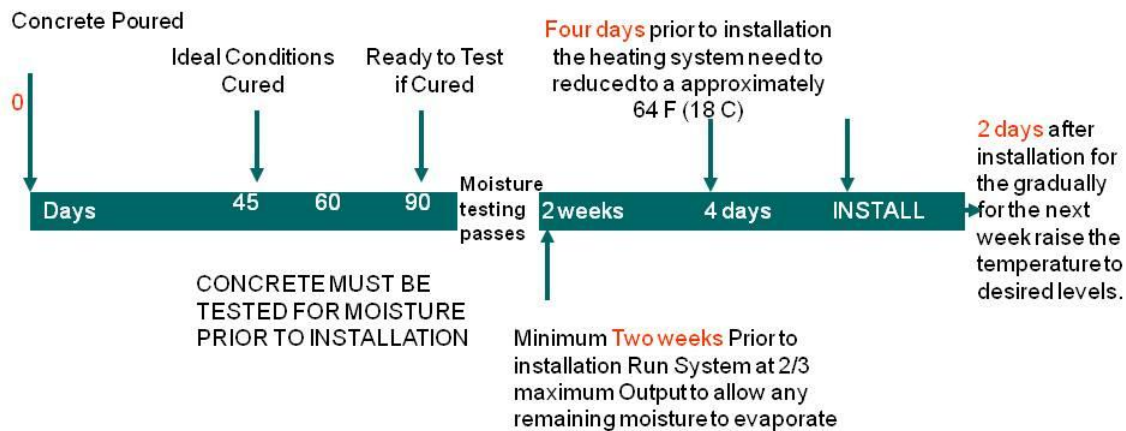 Concrete Poured
0
Ideal Conditions
Cured
Ready to Test
if Cured
Four days prior to installation
the heating system need to
reduced to a approximately
64 F (18 C)
Days
45
60
90
Moisture
testing
passes
2 weeks
4 days
INSTALL
2 days after
installation for
the gradually
for the next
week raise the
temperature to
desired levels.
CONCRETE MUST BE
TESTED FOR MOISTURE
PRIOR TO INSTALLATION
Minimum Two weeks Prior to
installation Run System at 2/3
maximum Output to allow any
remaining moisture to evaporate